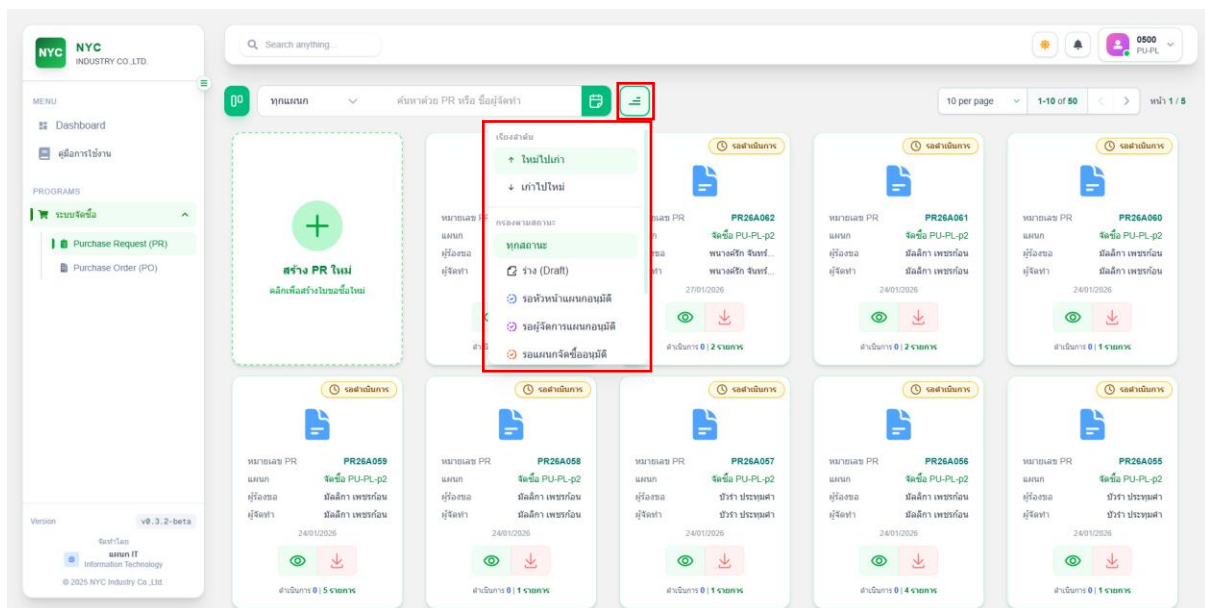 NYC
NYC
INDUSTRY CO.,LTD.
Search anything...
0500
PU-PL
MENU
Dashboard
คู่มือการใช้งาน
PROGRAMS
ระบบจัดซื้อ
Purchase Request (PR)
Purchase Order (PO)
ทุกแผนก
ค้นหาด้วย PR หรือ ชื่อผู้จัดทำ
10 per page
1-10 of 50
หน้า 1 / 5
เรียงลำดับ
ใหม่ไปเก่า
เก่าไปใหม่
กรองตามสถานะ
ทุกสถานะ
ร่าง (Draft)
รอหัวหน้าแผนกอนุมัติ
รอผู้จัดการแผนกอนุมัติ
รอแผนกจัดซื้ออนุมัติ
สร้าง PR ใหม่
คลิกเพื่อสร้างใบขอซื้อใหม่
หมายเลข
แผนก
ผู้ร้องขอ
ผู้จัดทำ
รอดำเนินการ
PR PR26A062
จัดซื้อ PU-PL-p2
พนางค์รัก จันทร์...
พนางค์รัก จันทร์...
27/01/2026
ดำเนินการ 0 | 2 รายการ
รอดำเนินการ
หมายเลข PR PR26A061
แผนก จัดซื้อ PU-PL-p2
ผู้ร้องขอ มัลลิกา เพชรก้อน
ผู้จัดทำ มัลลิกา เพชรก้อน
24/01/2026
ดำเนินการ 0 | 2 รายการ
รอดำเนินการ
หมายเลข PR PR26A060
แผนก จัดซื้อ PU-PL-p2
ผู้ร้องขอ มัลลิกา เพชรก้อน
ผู้จัดทำ มัลลิกา เพชรก้อน
24/01/2026
ดำเนินการ 0 | 1 รายการ
รอดำเนินการ
หมายเลข PR PR26A059
แผนก จัดซื้อ PU-PL-p2
ผู้ร้องขอ มัลลิกา เพชรก้อน
ผู้จัดทำ มัลลิกา เพชรก้อน
24/01/2026
ดำเนินการ 0 | 5 รายการ
รอดำเนินการ
หมายเลข PR PR26A058
แผนก จัดซื้อ PU-PL-p2
ผู้ร้องขอ มัลลิกา เพชรก้อน
ผู้จัดทำ มัลลิกา เพชรก้อน
24/01/2026
ดำเนินการ 0 | 1 รายการ
รอดำเนินการ
หมายเลข PR PR26A057
แผนก จัดซื้อ PU-PL-p2
ผู้ร้องขอ บัวรำ ประทุมคำ
ผู้จัดทำ บัวรำ ประทุมคำ
24/01/2026
ดำเนินการ 0 | 1 รายการ
รอดำเนินการ
หมายเลข PR PR26A056
แผนก จัดซื้อ PU-PL-p2
ผู้ร้องขอ มัลลิกา เพชรก้อน
ผู้จัดทำ มัลลิกา เพชรก้อน
24/01/2026
ดำเนินการ 0 | 4 รายการ
รอดำเนินการ
หมายเลข PR PR26A055
แผนก จัดซื้อ PU-PL-p2
ผู้ร้องขอ บัวรำ ประทุมคำ
ผู้จัดทำ บัวรำ ประทุมคำ
24/01/2026
ดำเนินการ 0 | 1 รายการ
Version v0.3.2-beta
จัดทำโดย
แผนก IT
Information Technology
© 2025 NYC Industry Co.,Ltd.